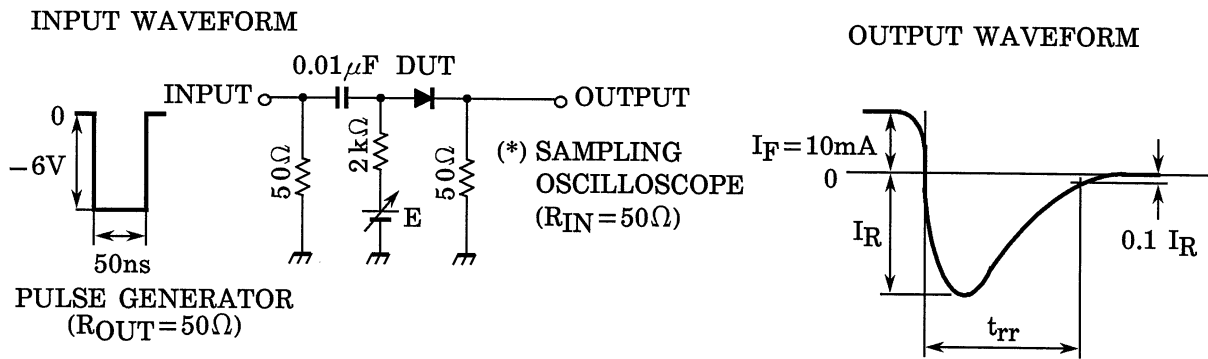 INPUT WAVEFORM
0
−6V
50ns
PULSE GENERATOR
(ROUT=50Ω)
0.01μF DUT
INPUT
OUTPUT
50Ω
2kΩ
50Ω
E
(*) SAMPLING
OSCILLOSCOPE
(RIN=50Ω)
OUTPUT WAVEFORM
IF=10mA
0
IR
0.1 IR
trr